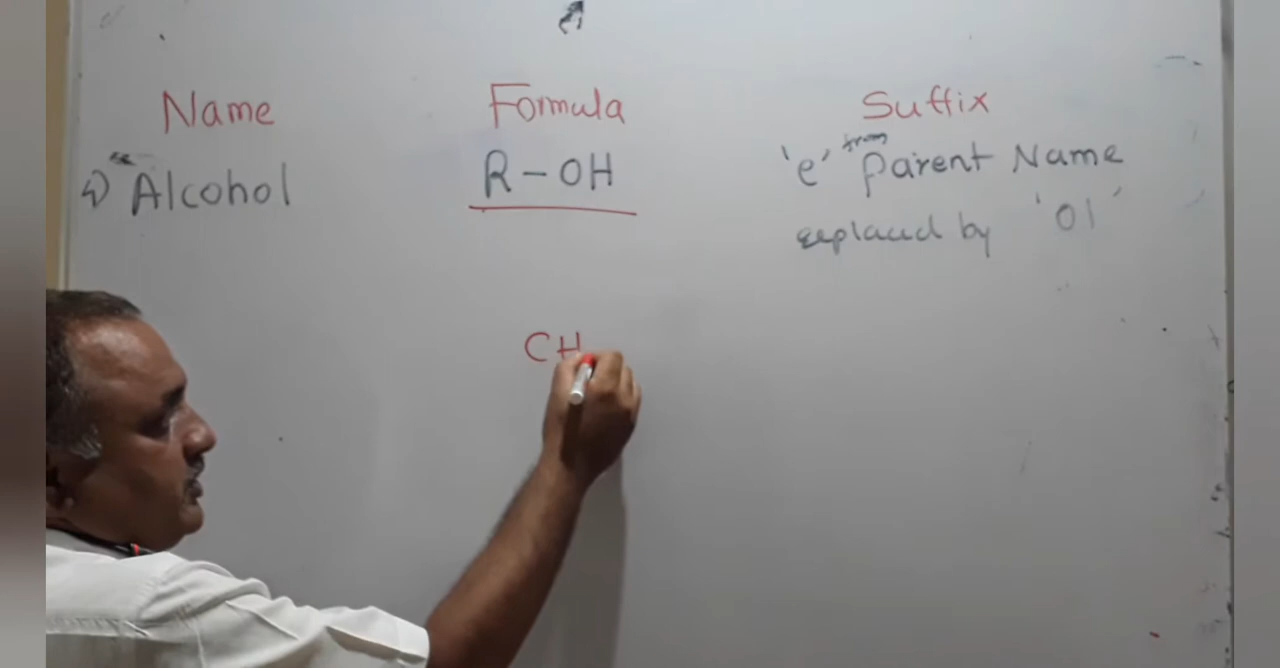 Name Formula Suffix
1) Alcohol R-OH 'e' from parent Name
replaced by 'ol'
CH